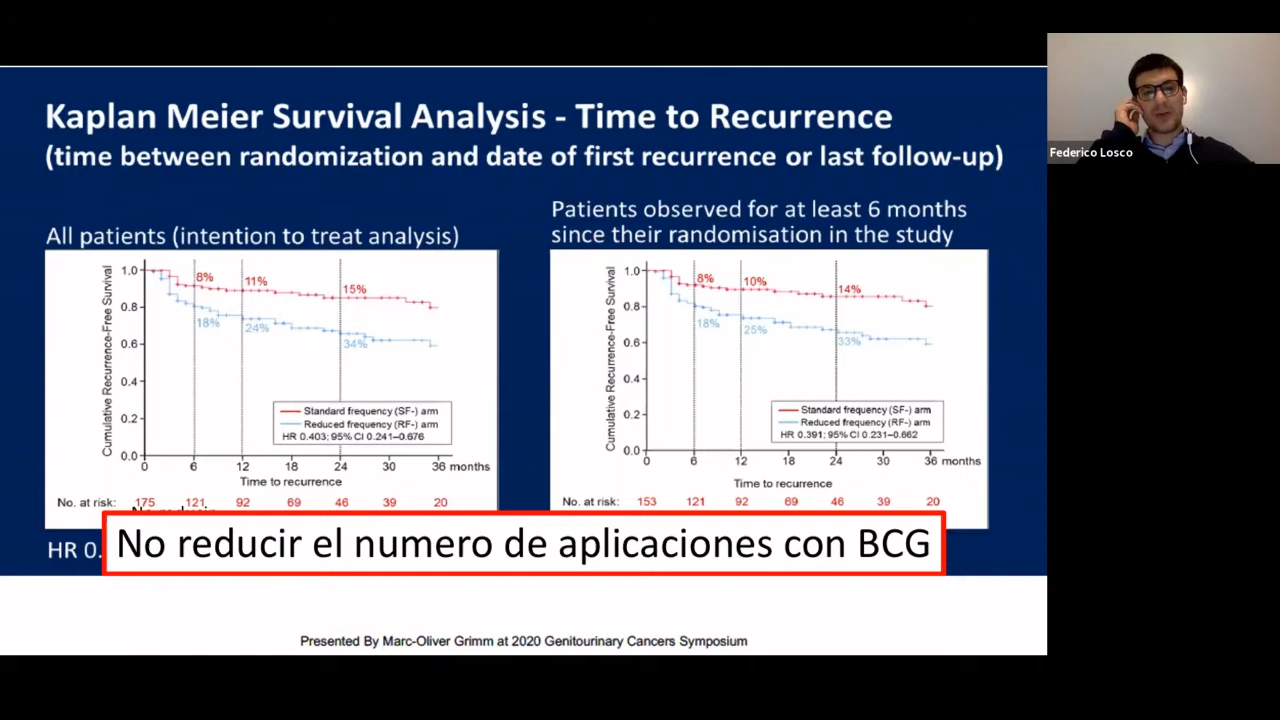 Kaplan Meier Survival Analysis - Time to Recurrence
(time between randomization and date of first recurrence or last follow-up)
Federico Losco
All patients (intention to treat analysis)
Cumulative Recurrence-Free Survival
1.0
0.8
0.6
0.4
0.2
0.0
8%
11%
15%
18%
24%
34%
Standard frequency (SF-) arm
Reduced frequency (RF-) arm
HR 0.403; 95% CI 0.241–0.676
0 6 12 18 24 30 36 months
Time to recurrence
No. at risk: 175 121 92 69 46 39 20
Patients observed for at least 6 months
since their randomisation in the study
Cumulative Recurrence-Free Survival
1.0
0.8
0.6
0.4
0.2
0.0
8%
10%
14%
18%
25%
33%
Standard frequency (SF-) arm
Reduced frequency (RF-) arm
HR 0.391; 95% CI 0.231–0.662
0 6 12 18 24 30 36 months
Time to recurrence
No. at risk: 153 121 92 69 46 39 20
HR 0.
No reducir el numero de aplicaciones con BCG
Presented By Marc-Oliver Grimm at 2020 Genitourinary Cancers Symposium